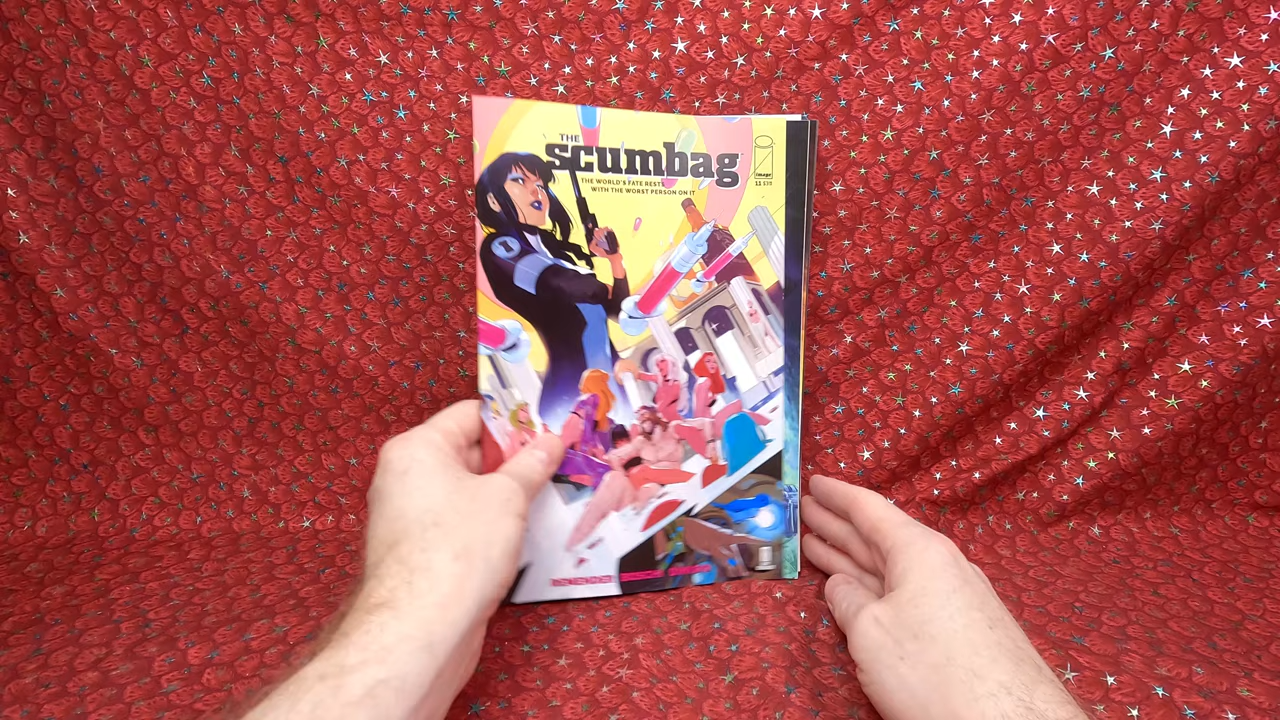 THE
scumbag
THE WORLD'S FATE RESTS
WITH THE WORST PERSON ON IT
image